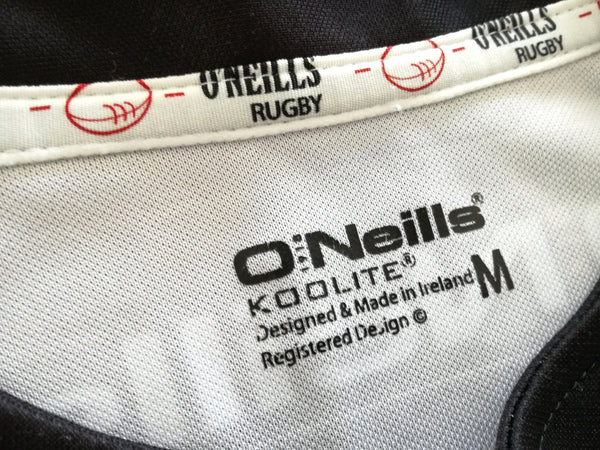 O'NEILLS
RUGBY
O'NEILLS
RUGBY
O'Neills®
KOOLITE®
Designed & Made in Ireland M
Registered Design ©